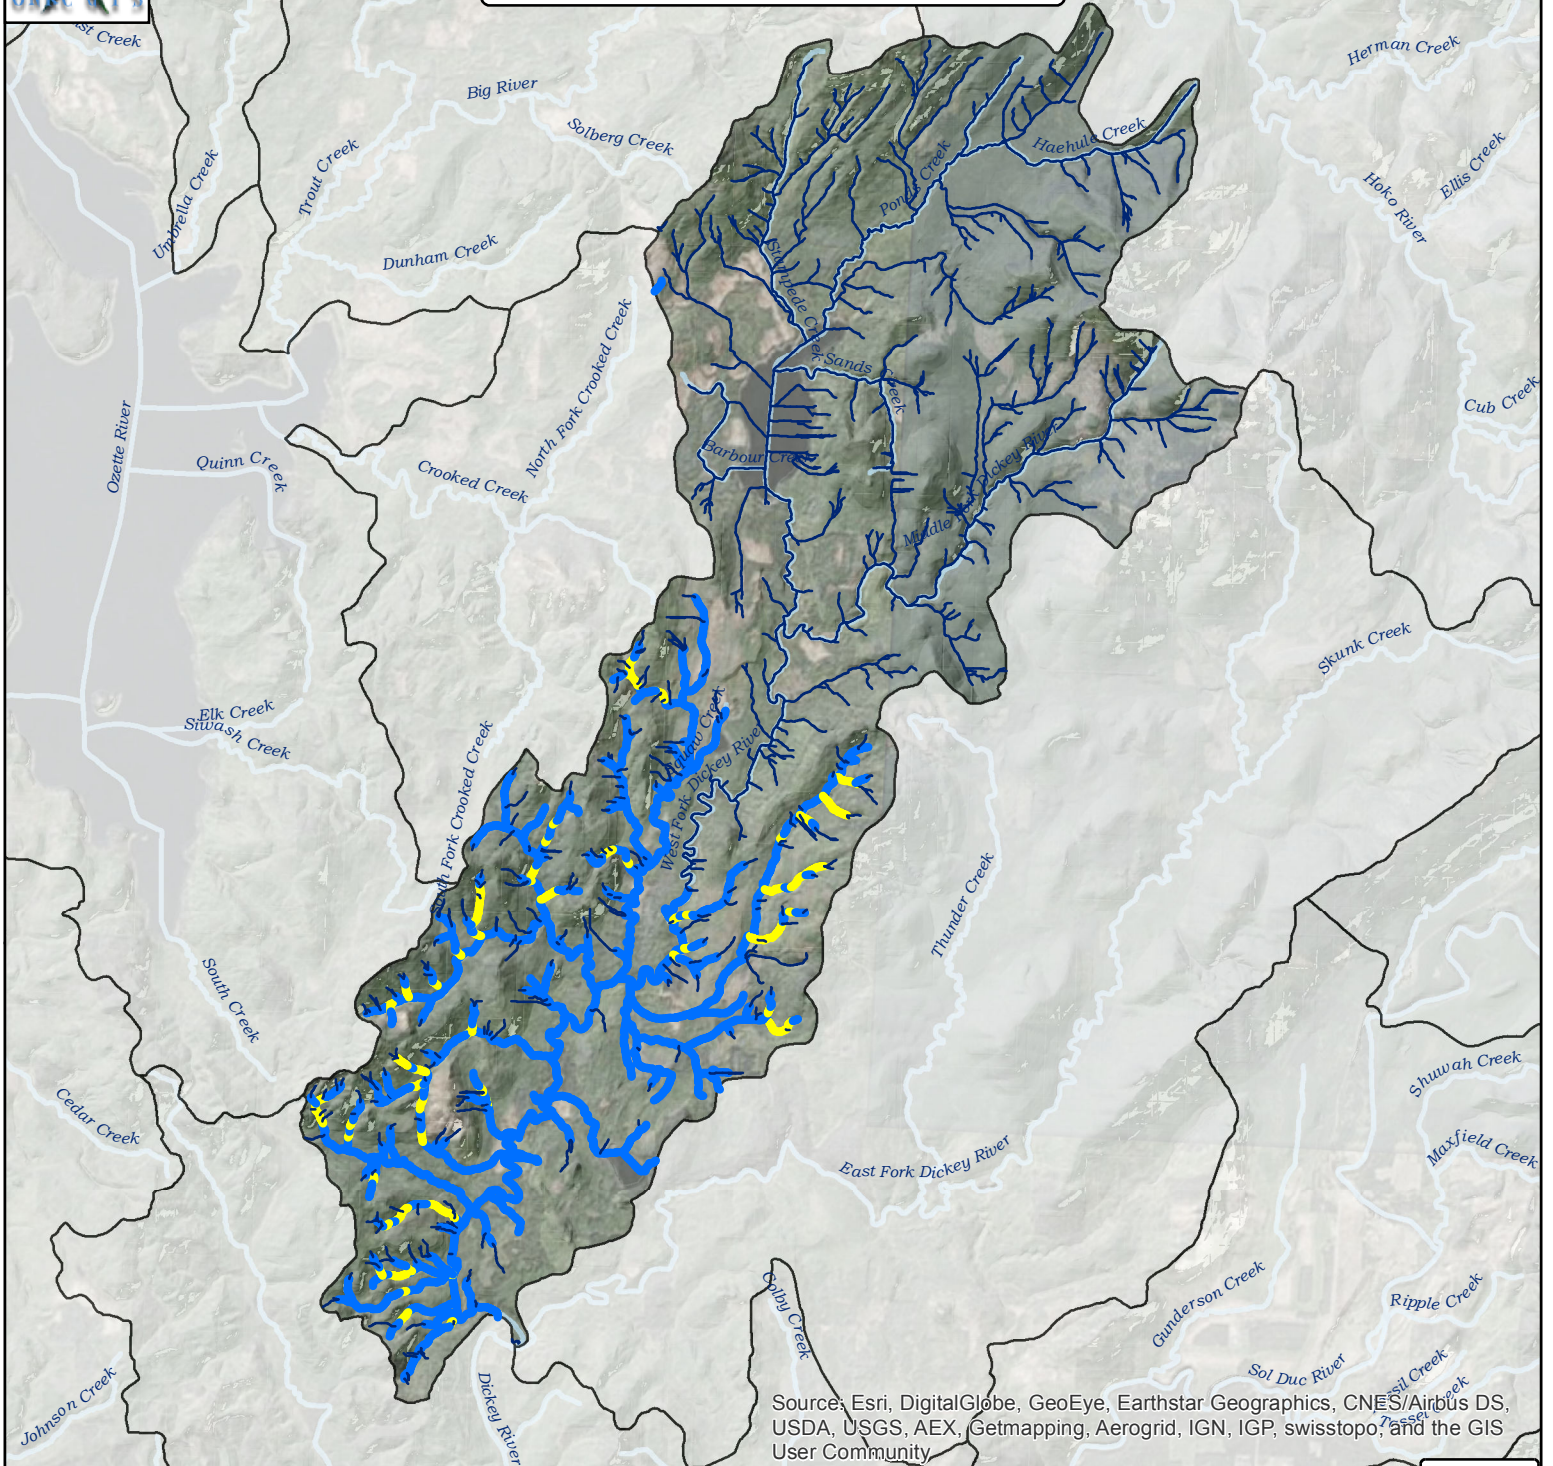 Herman Creek
Big River
Solberg Creek
Haehule Creek
Trout Creek
Umbrella Creek
Creek
Hoko River
Ellis Creek
Dunham Creek
Stampede Creek
North Fork Crooked Creek
Sands Creek
Cub Creek
Ozette River
Quinn Creek
Crooked Creek
Barbour Creek
Middle Fork Dickey River
Skunk Creek
Elk Creek
Siwash Creek
Squaw Creek
West Fork Dickey River
South Fork Crooked Creek
Thunder Creek
South Creek
Shuwah Creek
Cedar Creek
Maxfield Creek
East Fork Dickey River
Colby Creek
Gunderson Creek
Ripple Creek
Sol Duc River
Creek
Johnson Creek
Dickey River
Source: Esri, DigitalGlobe, GeoEye, Earthstar Geographics, CNES/Airbus DS,
USDA, USGS, AEX, Getmapping, Aerogrid, IGN, IGP, swisstopo, and the GIS
User Community